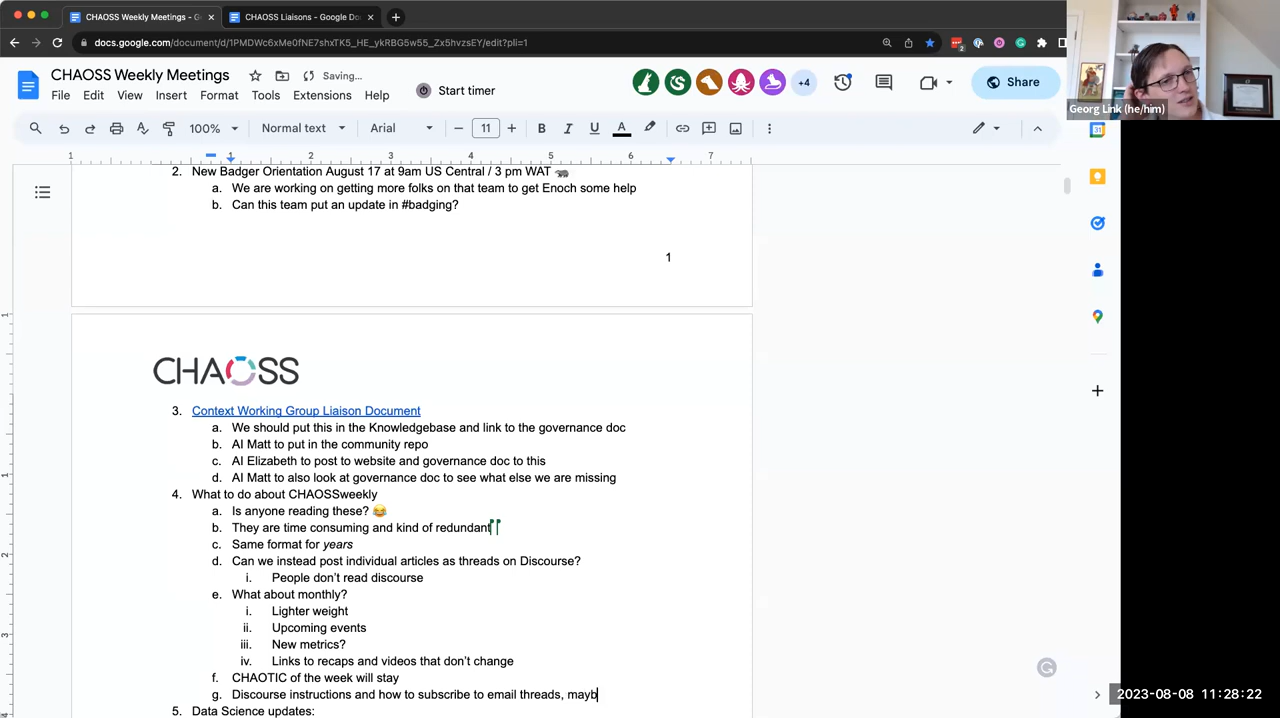 CHAOSS Weekly Meetings - G
CHAOSS Liaisons - Google Do
docs.google.com/document/d/1PMDWc6xMe0fNE7shxTK5_HE_ykRBG5w55_Zx5hvzsEY/edit?pli=1
CHAOSS Weekly Meetings
Saving...
File Edit View Insert Format Tools Extensions Help
Start timer
+4
Share
100%
Normal text
Arial
11
1 1 2 3 4 5 6 7
2. New Badger Orientation August 17 at 9am US Central / 3 pm WAT 🦡
a. We are working on getting more folks on that team to get Enoch some help
b. Can this team put an update in #badging?
1
CHAOSS
3. Context Working Group Liaison Document
a. We should put this in the Knowledgebase and link to the governance doc
b. AI Matt to put in the community repo
c. AI Elizabeth to post to website and governance doc to this
d. AI Matt to also look at governance doc to see what else we are missing
4. What to do about CHAOSSweekly
a. Is anyone reading these? 😂
b. They are time consuming and kind of redundant
c. Same format for years
d. Can we instead post individual articles as threads on Discourse?
i. People don't read discourse
e. What about monthly?
i. Lighter weight
ii. Upcoming events
iii. New metrics?
iv. Links to recaps and videos that don't change
f. CHAOTIC of the week will stay
g. Discourse instructions and how to subscribe to email threads, mayb
5. Data Science updates:
Georg Link (he/him)
31
2023-08-08 11:28:22